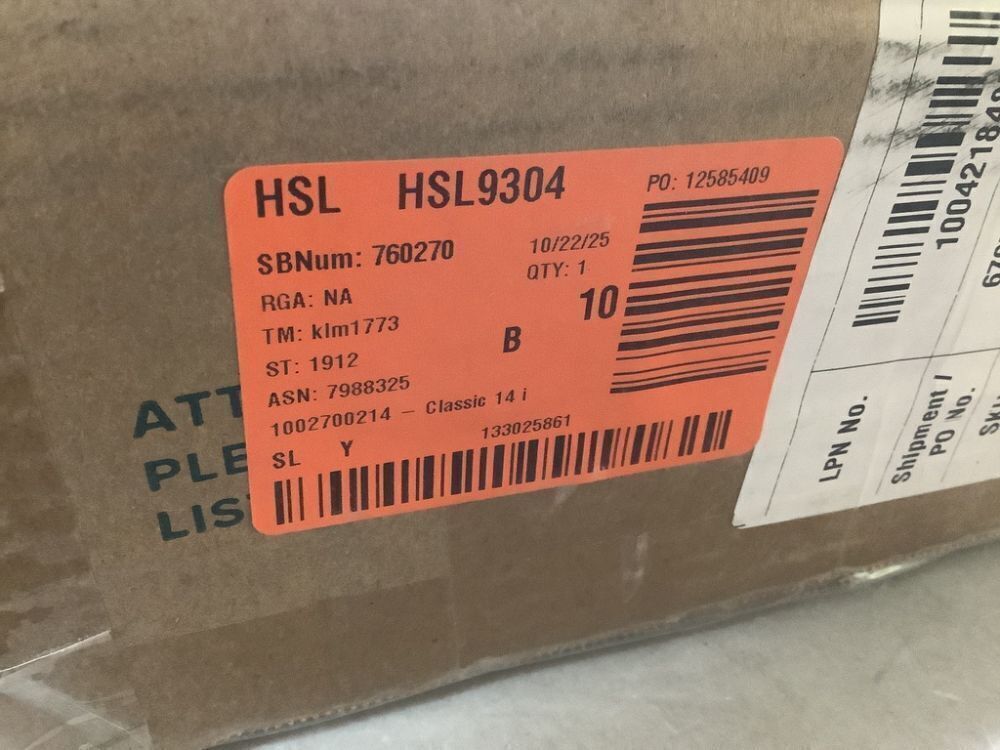 HSL HSL9304 PO: 12585409
SBNum: 760270 10/22/25
RGA: NA QTY: 1
TM: klm1773 B 10
ST: 1912
ASN: 7988325
1002700214 – Classic 14 i
SL Y 133025861
ATT
PLE
LIS
LPN No.
10042184
Shipment /
PO No.